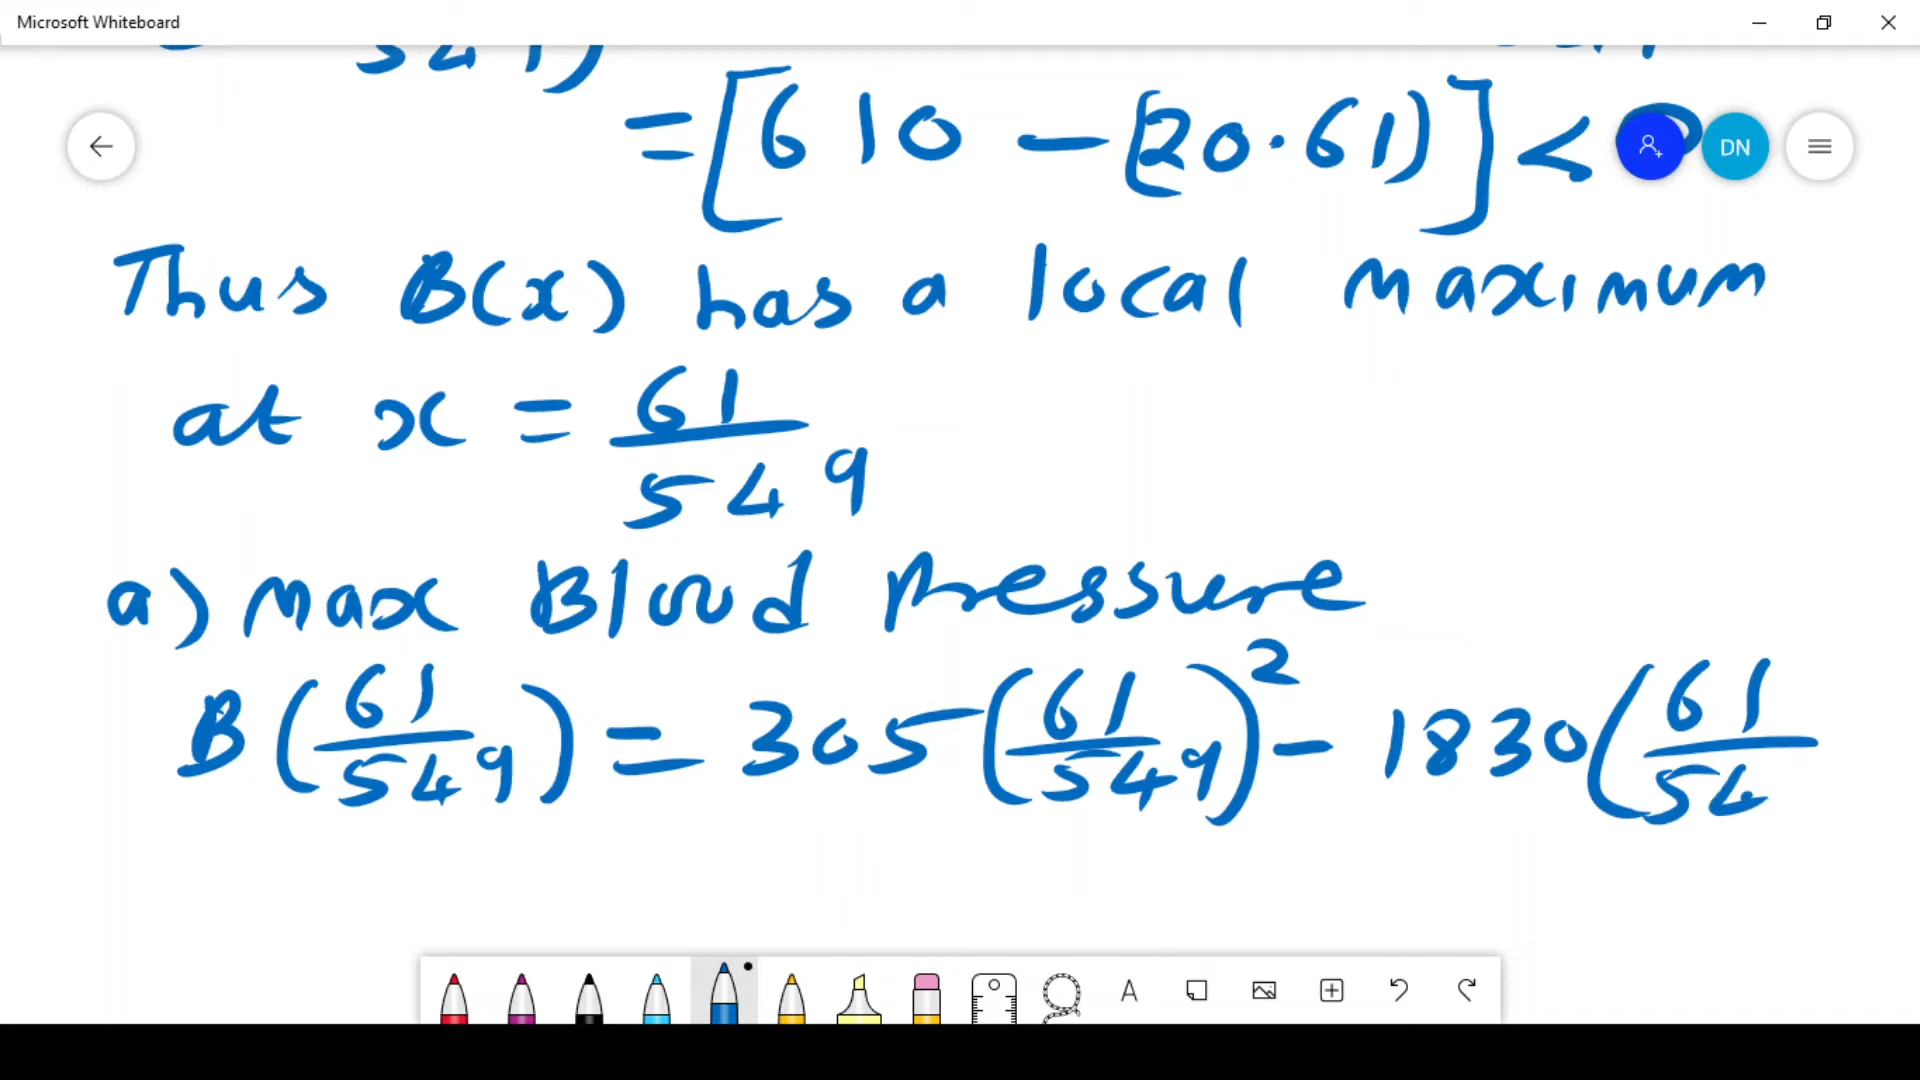 Microsoft Whiteboard
= [610 - (20.61)] <
DN
Thus B(x) has a local maximum
at x = 61/549
a) Max Blood Pressure
B(61/549) = 305(61/549)² - 1830(61/54
A